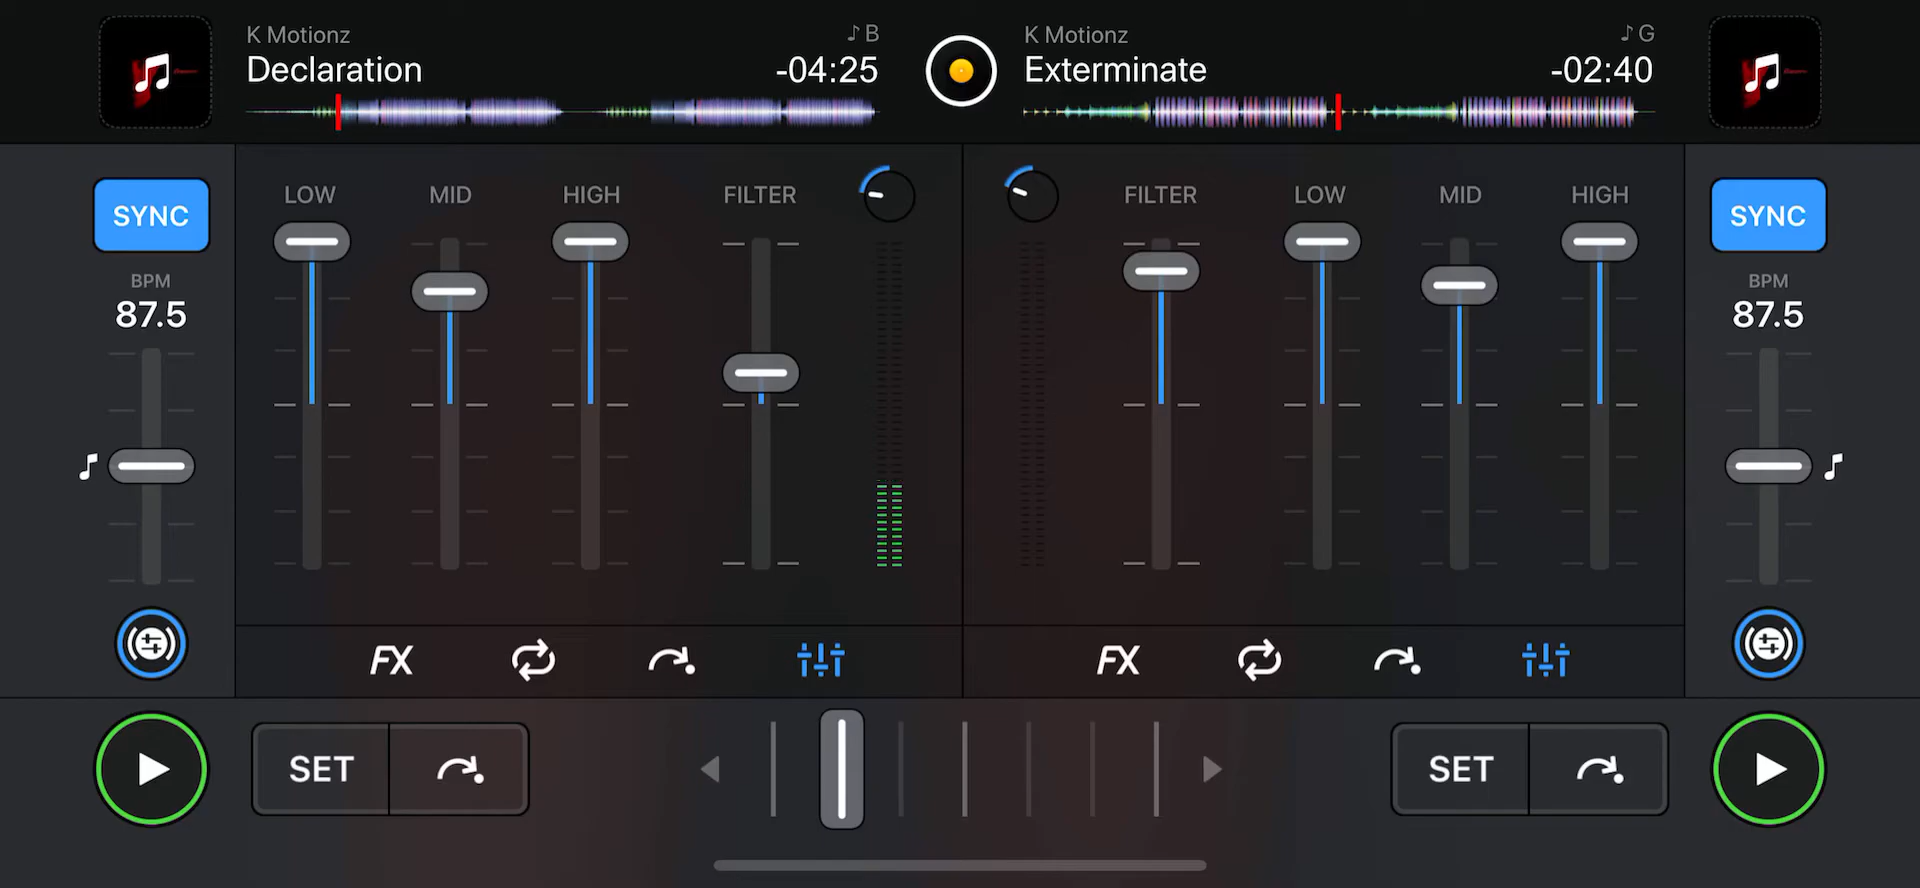 K Motionz
♪ B
Declaration
-04:25
K Motionz
♪ G
Exterminate
-02:40
SYNC
BPM
87.5
LOW
MID
HIGH
FILTER
FILTER
LOW
MID
HIGH
SYNC
BPM
87.5
FX
FX
SET
SET